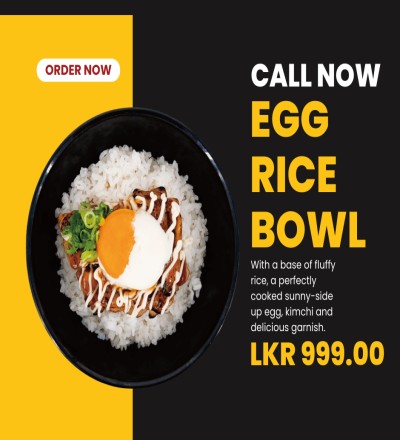 ORDER NOW
CALL NOW
EGG
RICE
BOWL
With a base of fluffy
rice, a perfectly
cooked sunny-side
up egg, kimchi and
delicious garnish.
LKR 999.00